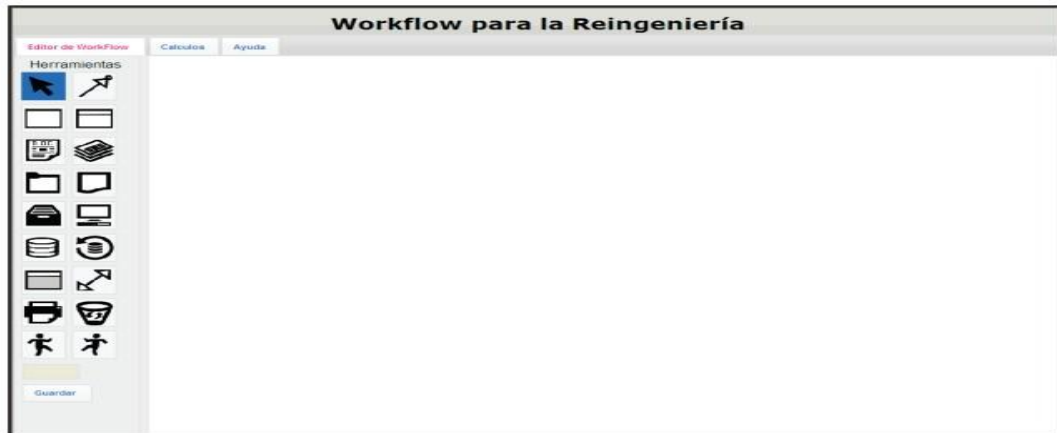 Workflow para la Reingeniería
Editor de WorkFlow Calculos Ayuda
Herramientas
Guardar